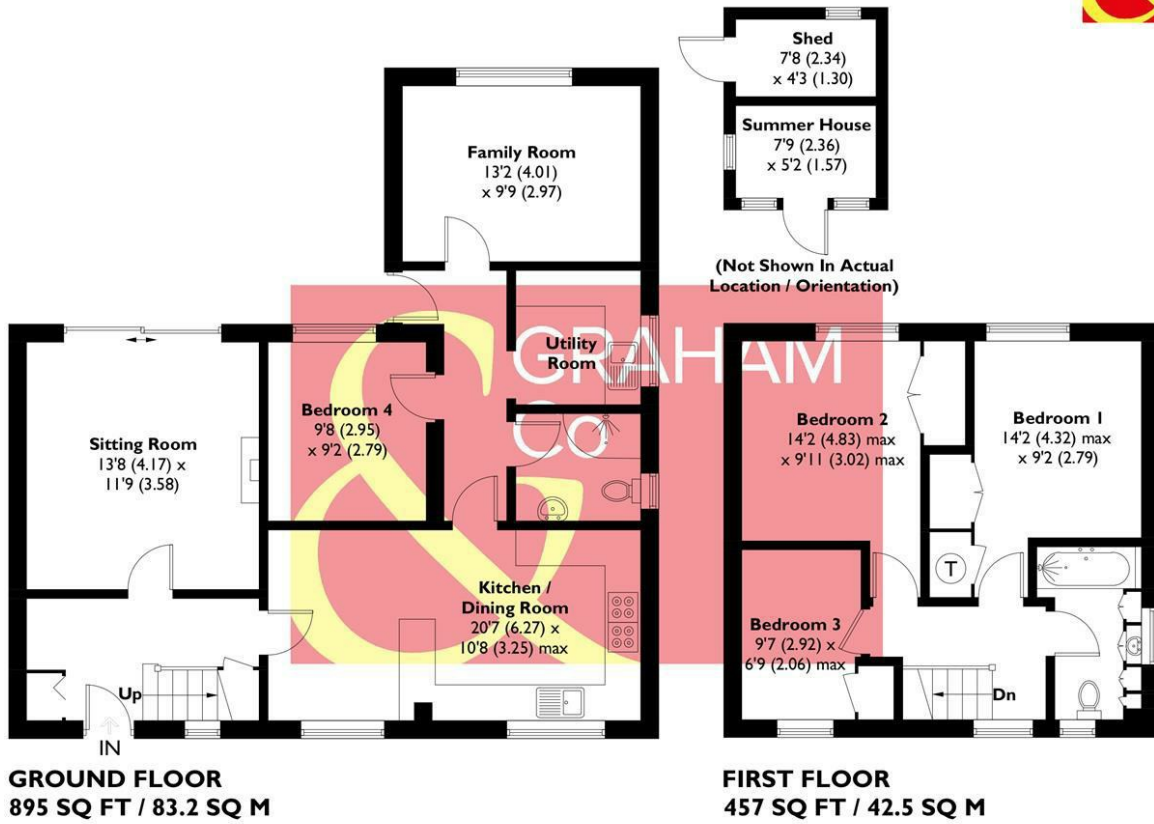 Shed
7'8 (2.34)
x 4'3 (1.30)
Summer House
7'9 (2.36)
x 5'2 (1.57)
(Not Shown In Actual
Location / Orientation)
Family Room
13'2 (4.01)
x 9'9 (2.97)
GRAHAM
& Co
Utility
Room
Bedroom 4
9'8 (2.95)
x 9'2 (2.79)
Sitting Room
13'8 (4.17) x
11'9 (3.58)
Kitchen /
Dining Room
20'7 (6.27) x
10'8 (3.25) max
Up
IN
Bedroom 2
14'2 (4.83) max
x 9'11 (3.02) max
Bedroom 1
14'2 (4.32) max
x 9'2 (2.79)
T
Bedroom 3
9'7 (2.92) x
6'9 (2.06) max
Dn
GROUND FLOOR
895 SQ FT / 83.2 SQ M
FIRST FLOOR
457 SQ FT / 42.5 SQ M